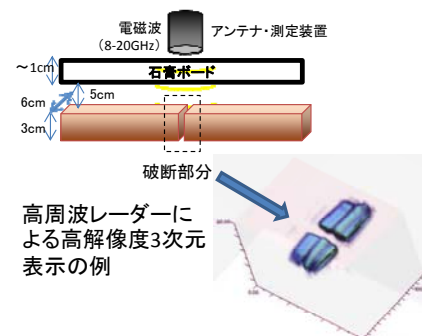 電磁波
(8-20GHz)
アンテナ・測定装置
～1cm
石膏ボード
5cm
6cm
3cm
破断部分
高周波レーダーに
よる高解像度3次元
表示の例